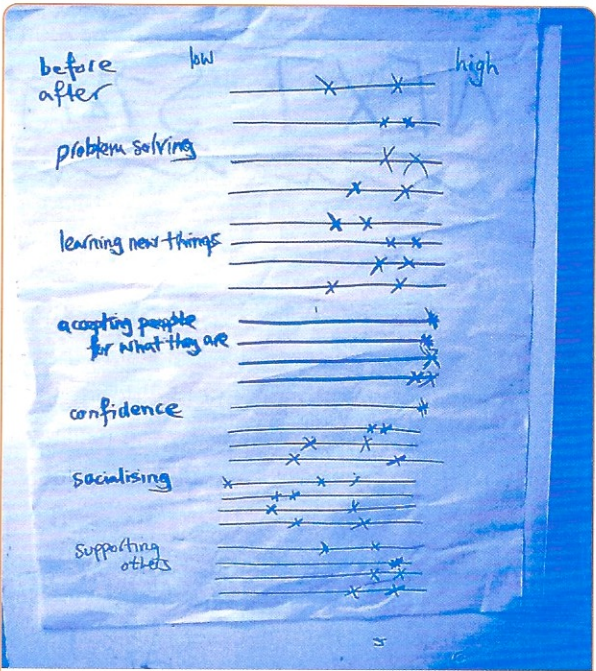 before low high
after
problem solving
learning new things
accepting people
for what they are
confidence
socialising
supporting
others